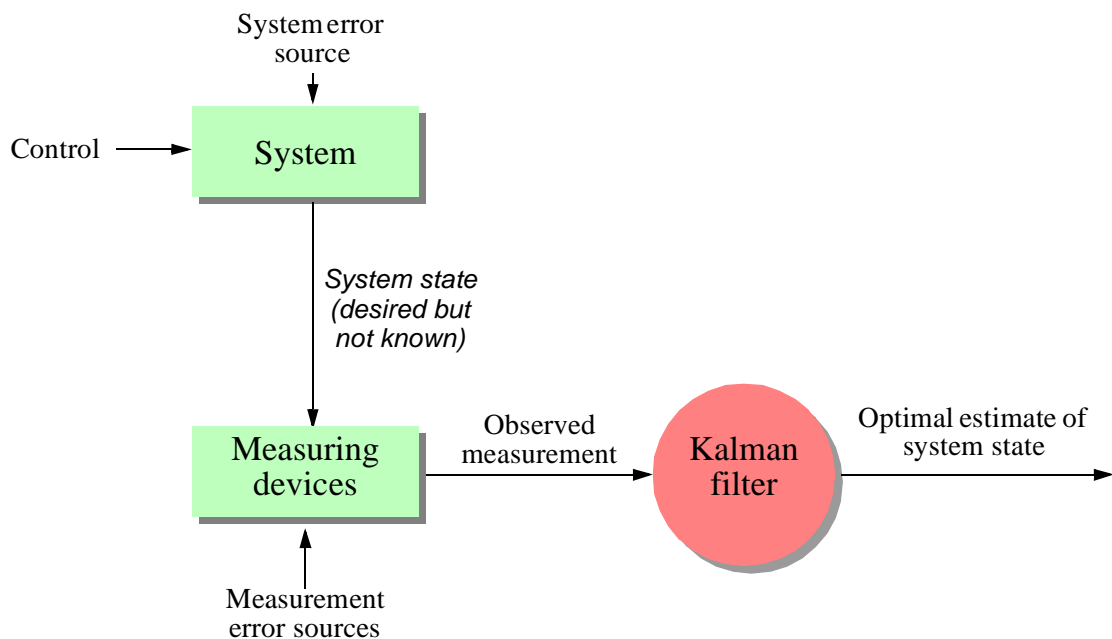 System error
source
Control
System
System state
(desired but
not known)
Measuring
devices
Observed
measurement
Kalman
filter
Optimal estimate of
system state
Measurement
error sources